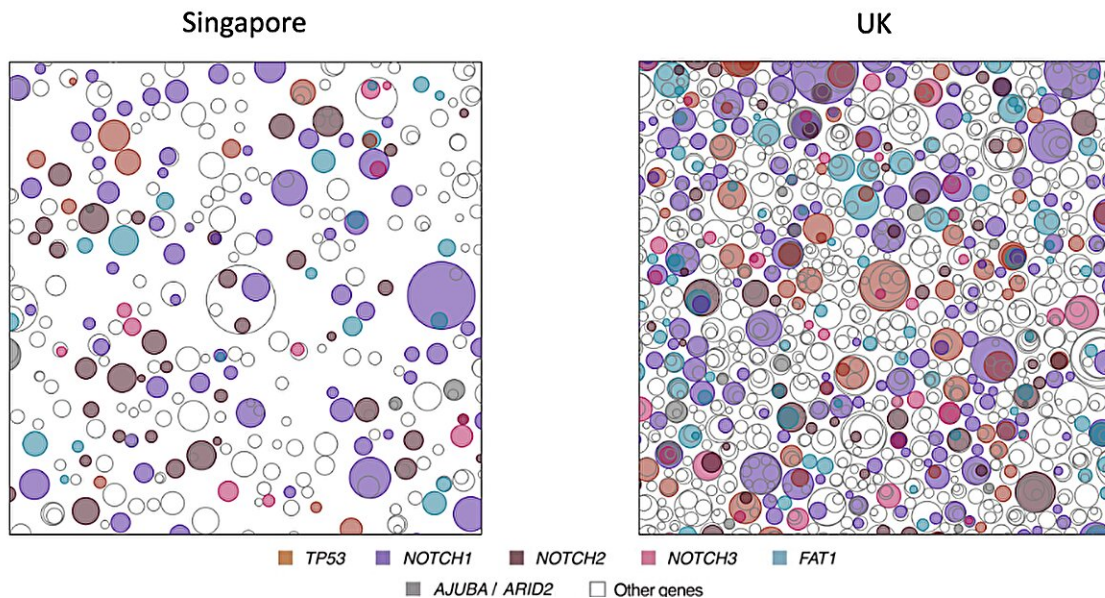 Singapore
UK
TP53 NOTCH1 NOTCH2 NOTCH3 FAT1
AJUBA / ARID2 Other genes